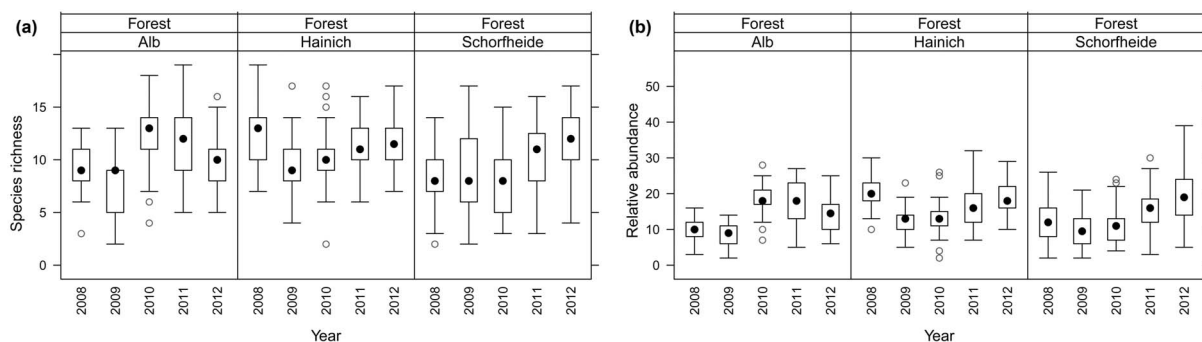 (a)
Forest Forest Forest
Alb Hainich Schorfheide
Species richness
15
10
5
0
2008 2009 2010 2011 2012 2008 2009 2010 2011 2012 2008 2009 2010 2011 2012
Year
(b)
Forest Forest Forest
Alb Hainich Schorfheide
Relative abundance
50
40
30
20
10
0
2008 2009 2010 2011 2012 2008 2009 2010 2011 2012 2008 2009 2010 2011 2012
Year